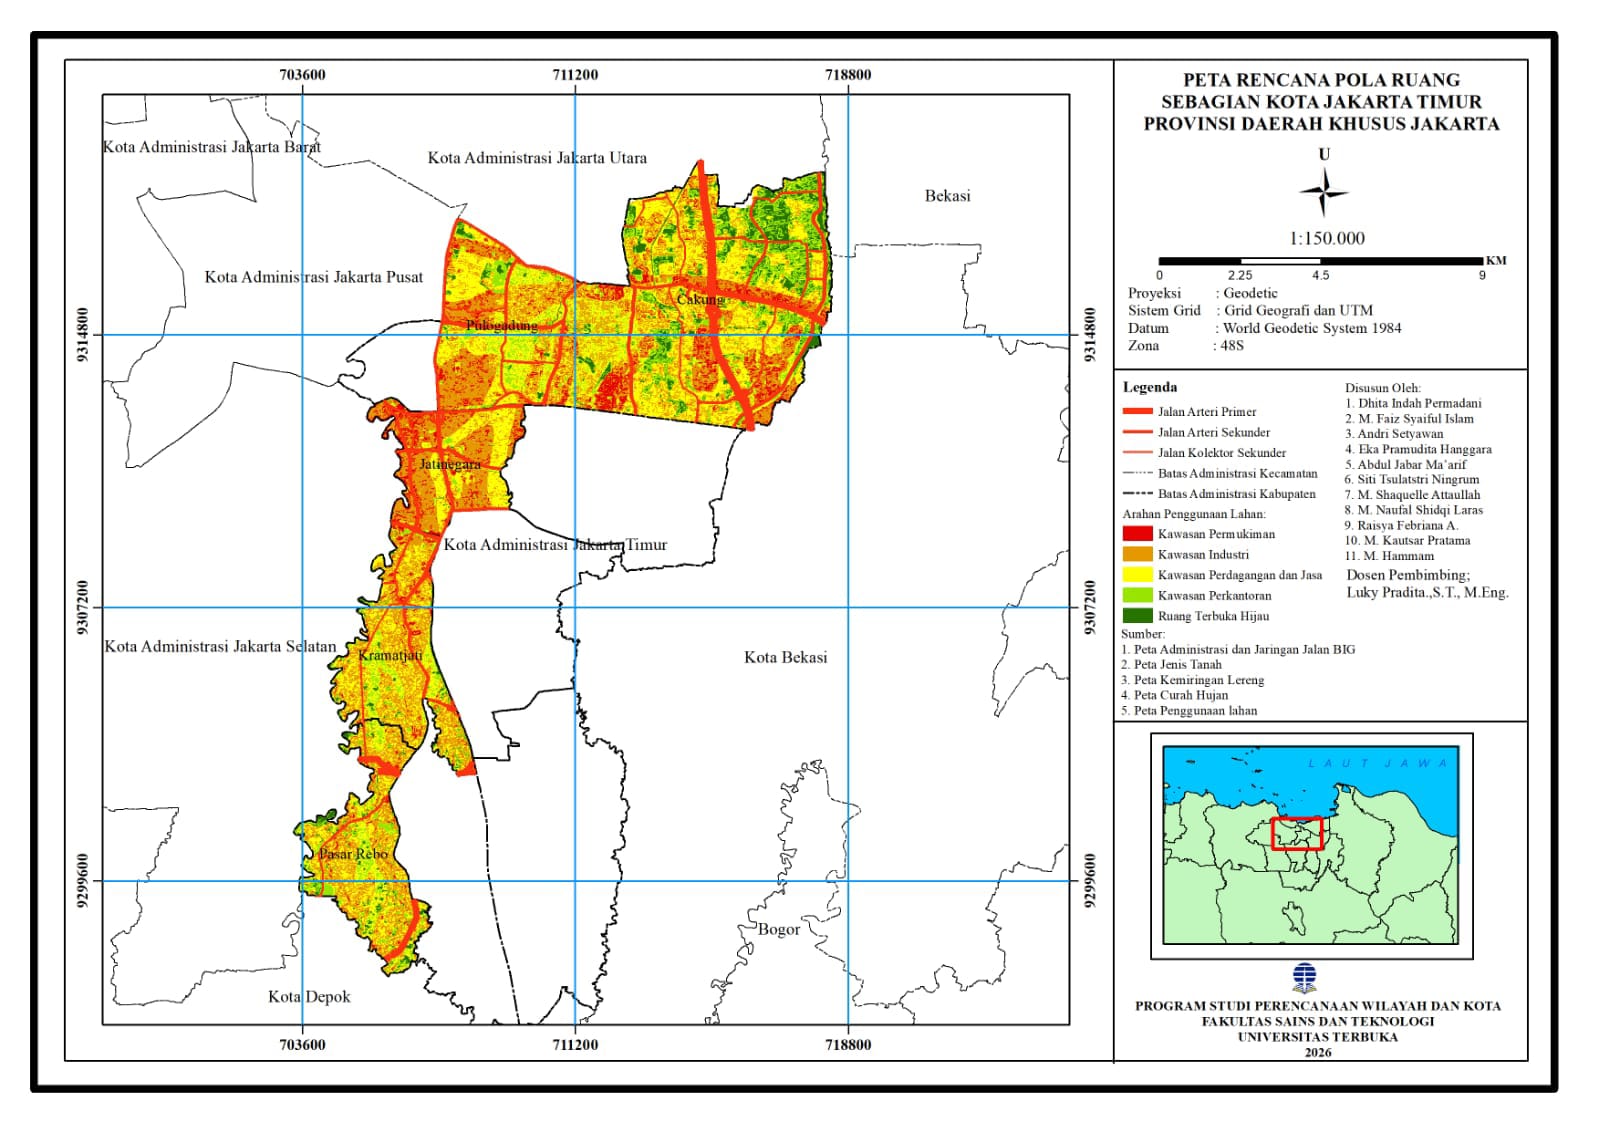 703600
711200
718800
Kota Administrasi Jakarta Barat
Kota Administrasi Jakarta Utara
Bekasi
Kota Administrasi Jakarta Pusat
Cakung
Pulogadung
9314800
9314800
Jatinegara
Kota Administrasi Jakarta Timur
9307200
9307200
Kota Administrasi Jakarta Selatan
Kramatjati
Kota Bekasi
Pasar Rebo
9299600
9299600
Bogor
Kota Depok
703600
711200
718800
PETA RENCANA POLA RUANG
SEBAGIAN KOTA JAKARTA TIMUR
PROVINSI DAERAH KHUSUS JAKARTA
U
1:150.000
KM
0 2.25 4.5 9
Proyeksi : Geodetic
Sistem Grid : Grid Geografi dan UTM
Datum : World Geodetic System 1984
Zona : 48S
Legenda
Jalan Arteri Primer
Jalan Arteri Sekunder
Jalan Kolektor Sekunder
Batas Administrasi Kecamatan
Batas Administrasi Kabupaten
Arahan Penggunaan Lahan:
Kawasan Permukiman
Kawasan Industri
Kawasan Perdagangan dan Jasa
Kawasan Perkantoran
Ruang Terbuka Hijau
Disusun Oleh:
1. Dhita Indah Permadani
2. M. Faiz Syaiful Islam
3. Andri Setyawan
4. Eka Pramudita Hanggara
5. Abdul Jabar Ma'arif
6. Siti Tsulatstri Ningrum
7. M. Shaquelle Attaullah
8. M. Naufal Shidqi Laras
9. Raisya Febriana A.
10. M. Kautsar Pratama
11. M. Hammam
Dosen Pembimbing;
Luky Pradita.,S.T., M.Eng.
Sumber:
1. Peta Administrasi dan Jaringan Jalan BIG
2. Peta Jenis Tanah
3. Peta Kemiringan Lereng
4. Peta Curah Hujan
5. Peta Penggunaan lahan
LAUT JAWA
PROGRAM STUDI PERENCANAAN WILAYAH DAN KOTA
FAKULTAS SAINS DAN TEKNOLOGI
UNIVERSITAS TERBUKA
2026